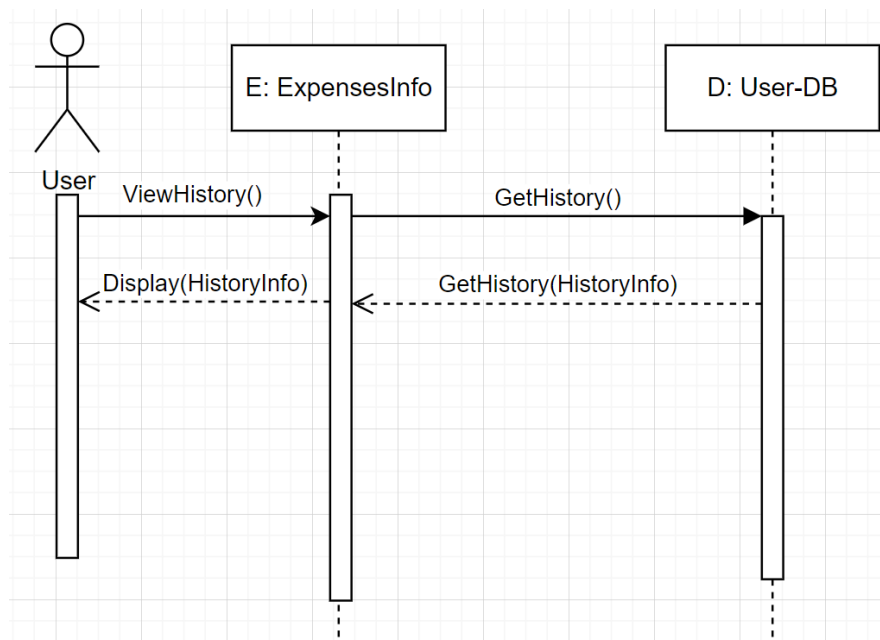 E: ExpensesInfo
D: User-DB
User
ViewHistory()
GetHistory()
Display(HistoryInfo)
GetHistory(HistoryInfo)